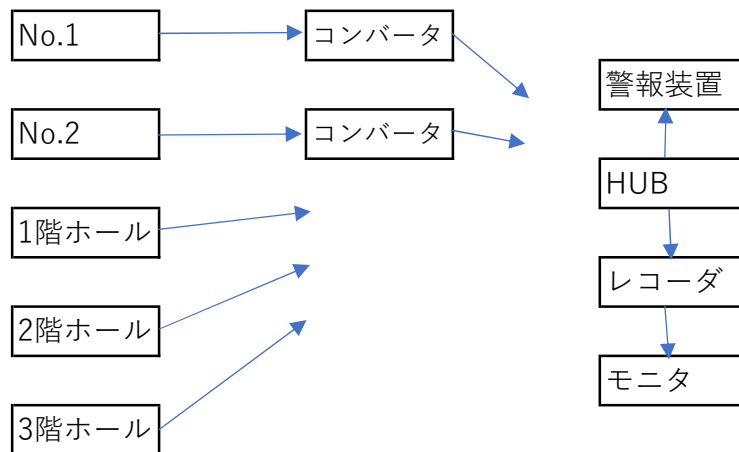 No.1
コンバータ
警報装置
No.2
コンバータ
HUB
1階ホール
レコーダ
2階ホール
モニタ
3階ホール